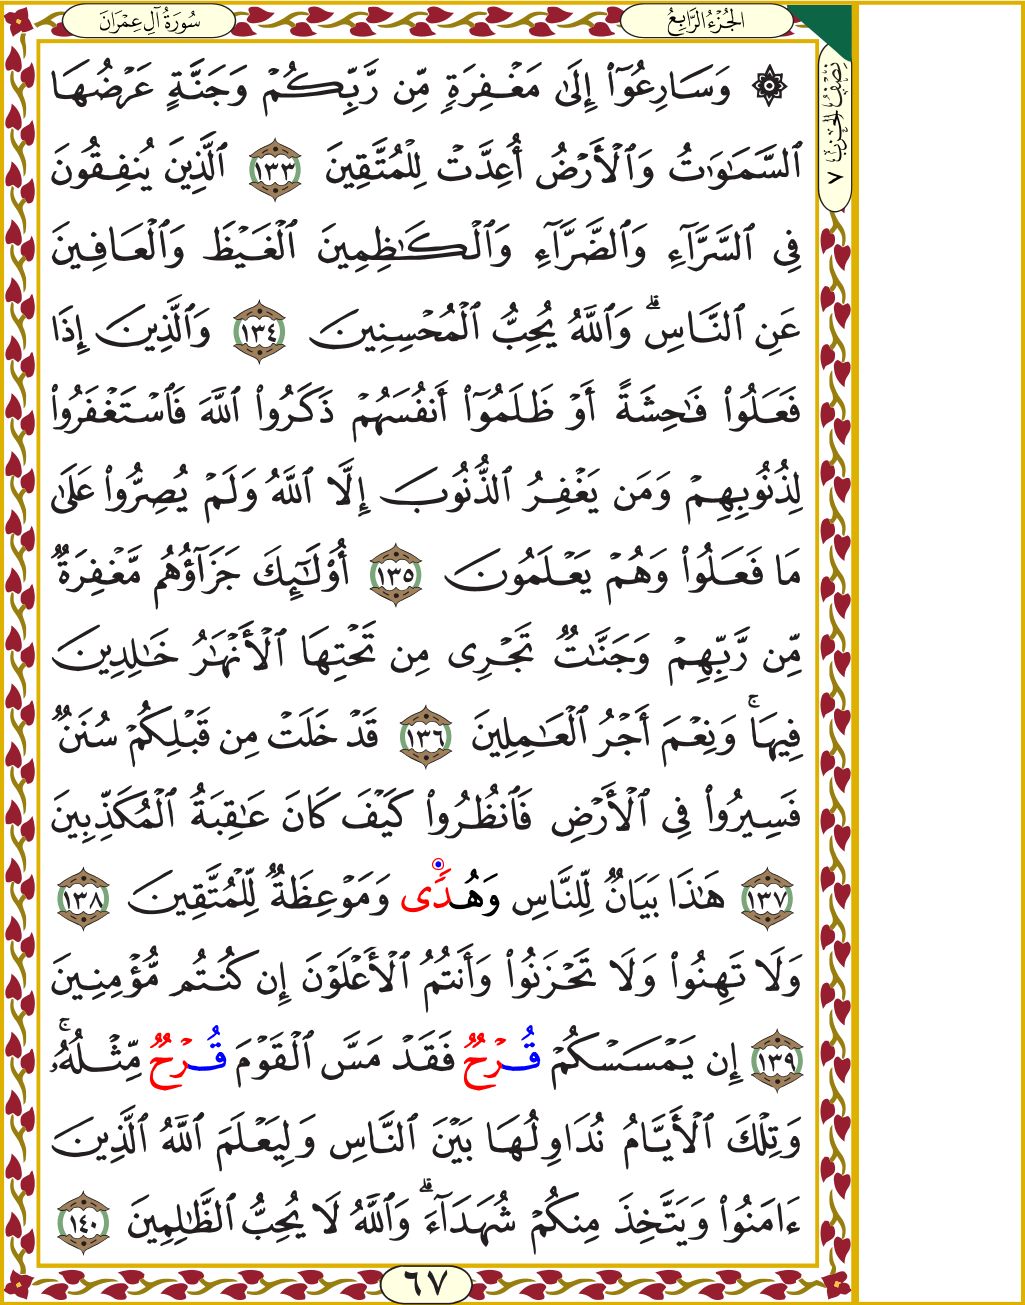 سُورَةُ آلِ عِمْرَانَ
الجُزْءُ الرَّابِعُ
نِصْفُ الحِزْبِ ٧
۞ وَسَارِعُوٓا۟ إِلَىٰ مَغْفِرَةٍ مِّن رَّبِّكُمْ وَجَنَّةٍ عَرْضُهَا
ٱلسَّمَـٰوَٰتُ وَٱلْأَرْضُ أُعِدَّتْ لِلْمُتَّقِينَ ١٣٣ ٱلَّذِينَ يُنفِقُونَ
فِى ٱلسَّرَّآءِ وَٱلضَّرَّآءِ وَٱلْكَـٰظِمِينَ ٱلْغَيْظَ وَٱلْعَافِينَ
عَنِ ٱلنَّاسِ ۗ وَٱللَّهُ يُحِبُّ ٱلْمُحْسِنِينَ ١٣٤ وَٱلَّذِينَ إِذَا
فَعَلُوا۟ فَـٰحِشَةً أَوْ ظَلَمُوٓا۟ أَنفُسَهُمْ ذَكَرُوا۟ ٱللَّهَ فَٱسْتَغْفَرُوا۟
لِذُنُوبِهِمْ وَمَن يَغْفِرُ ٱلذُّنُوبَ إِلَّا ٱللَّهُ وَلَمْ يُصِرُّوا۟ عَلَىٰ
مَا فَعَلُوا۟ وَهُمْ يَعْلَمُونَ ١٣٥ أُو۟لَـٰٓئِكَ جَزَآؤُهُم مَّغْفِرَةٌ
مِّن رَّبِّهِمْ وَجَنَّـٰتٌ تَجْرِى مِن تَحْتِهَا ٱلْأَنْهَـٰرُ خَـٰلِدِينَ
فِيهَا ۚ وَنِعْمَ أَجْرُ ٱلْعَـٰمِلِينَ ١٣٦ قَدْ خَلَتْ مِن قَبْلِكُمْ سُنَنٌ
فَسِيرُوا۟ فِى ٱلْأَرْضِ فَٱنظُرُوا۟ كَيْفَ كَانَ عَـٰقِبَةُ ٱلْمُكَذِّبِينَ
١٣٧ هَـٰذَا بَيَانٌ لِّلنَّاسِ وَهُدًى وَمَوْعِظَةٌ لِّلْمُتَّقِينَ ١٣٨
وَلَا تَهِنُوا۟ وَلَا تَحْزَنُوا۟ وَأَنتُمُ ٱلْأَعْلَوْنَ إِن كُنتُم مُّؤْمِنِينَ
١٣٩ إِن يَمْسَسْكُمْ قُرْحٌ فَقَدْ مَسَّ ٱلْقَوْمَ قُرْحٌ مِّثْلُهُۥ ۚ
وَتِلْكَ ٱلْأَيَّامُ نُدَاوِلُهَا بَيْنَ ٱلنَّاسِ وَلِيَعْلَمَ ٱللَّهُ ٱلَّذِينَ
ءَامَنُوا۟ وَيَتَّخِذَ مِنكُمْ شُهَدَآءَ ۗ وَٱللَّهُ لَا يُحِبُّ ٱلظَّـٰلِمِينَ ١٤٠
٦٧